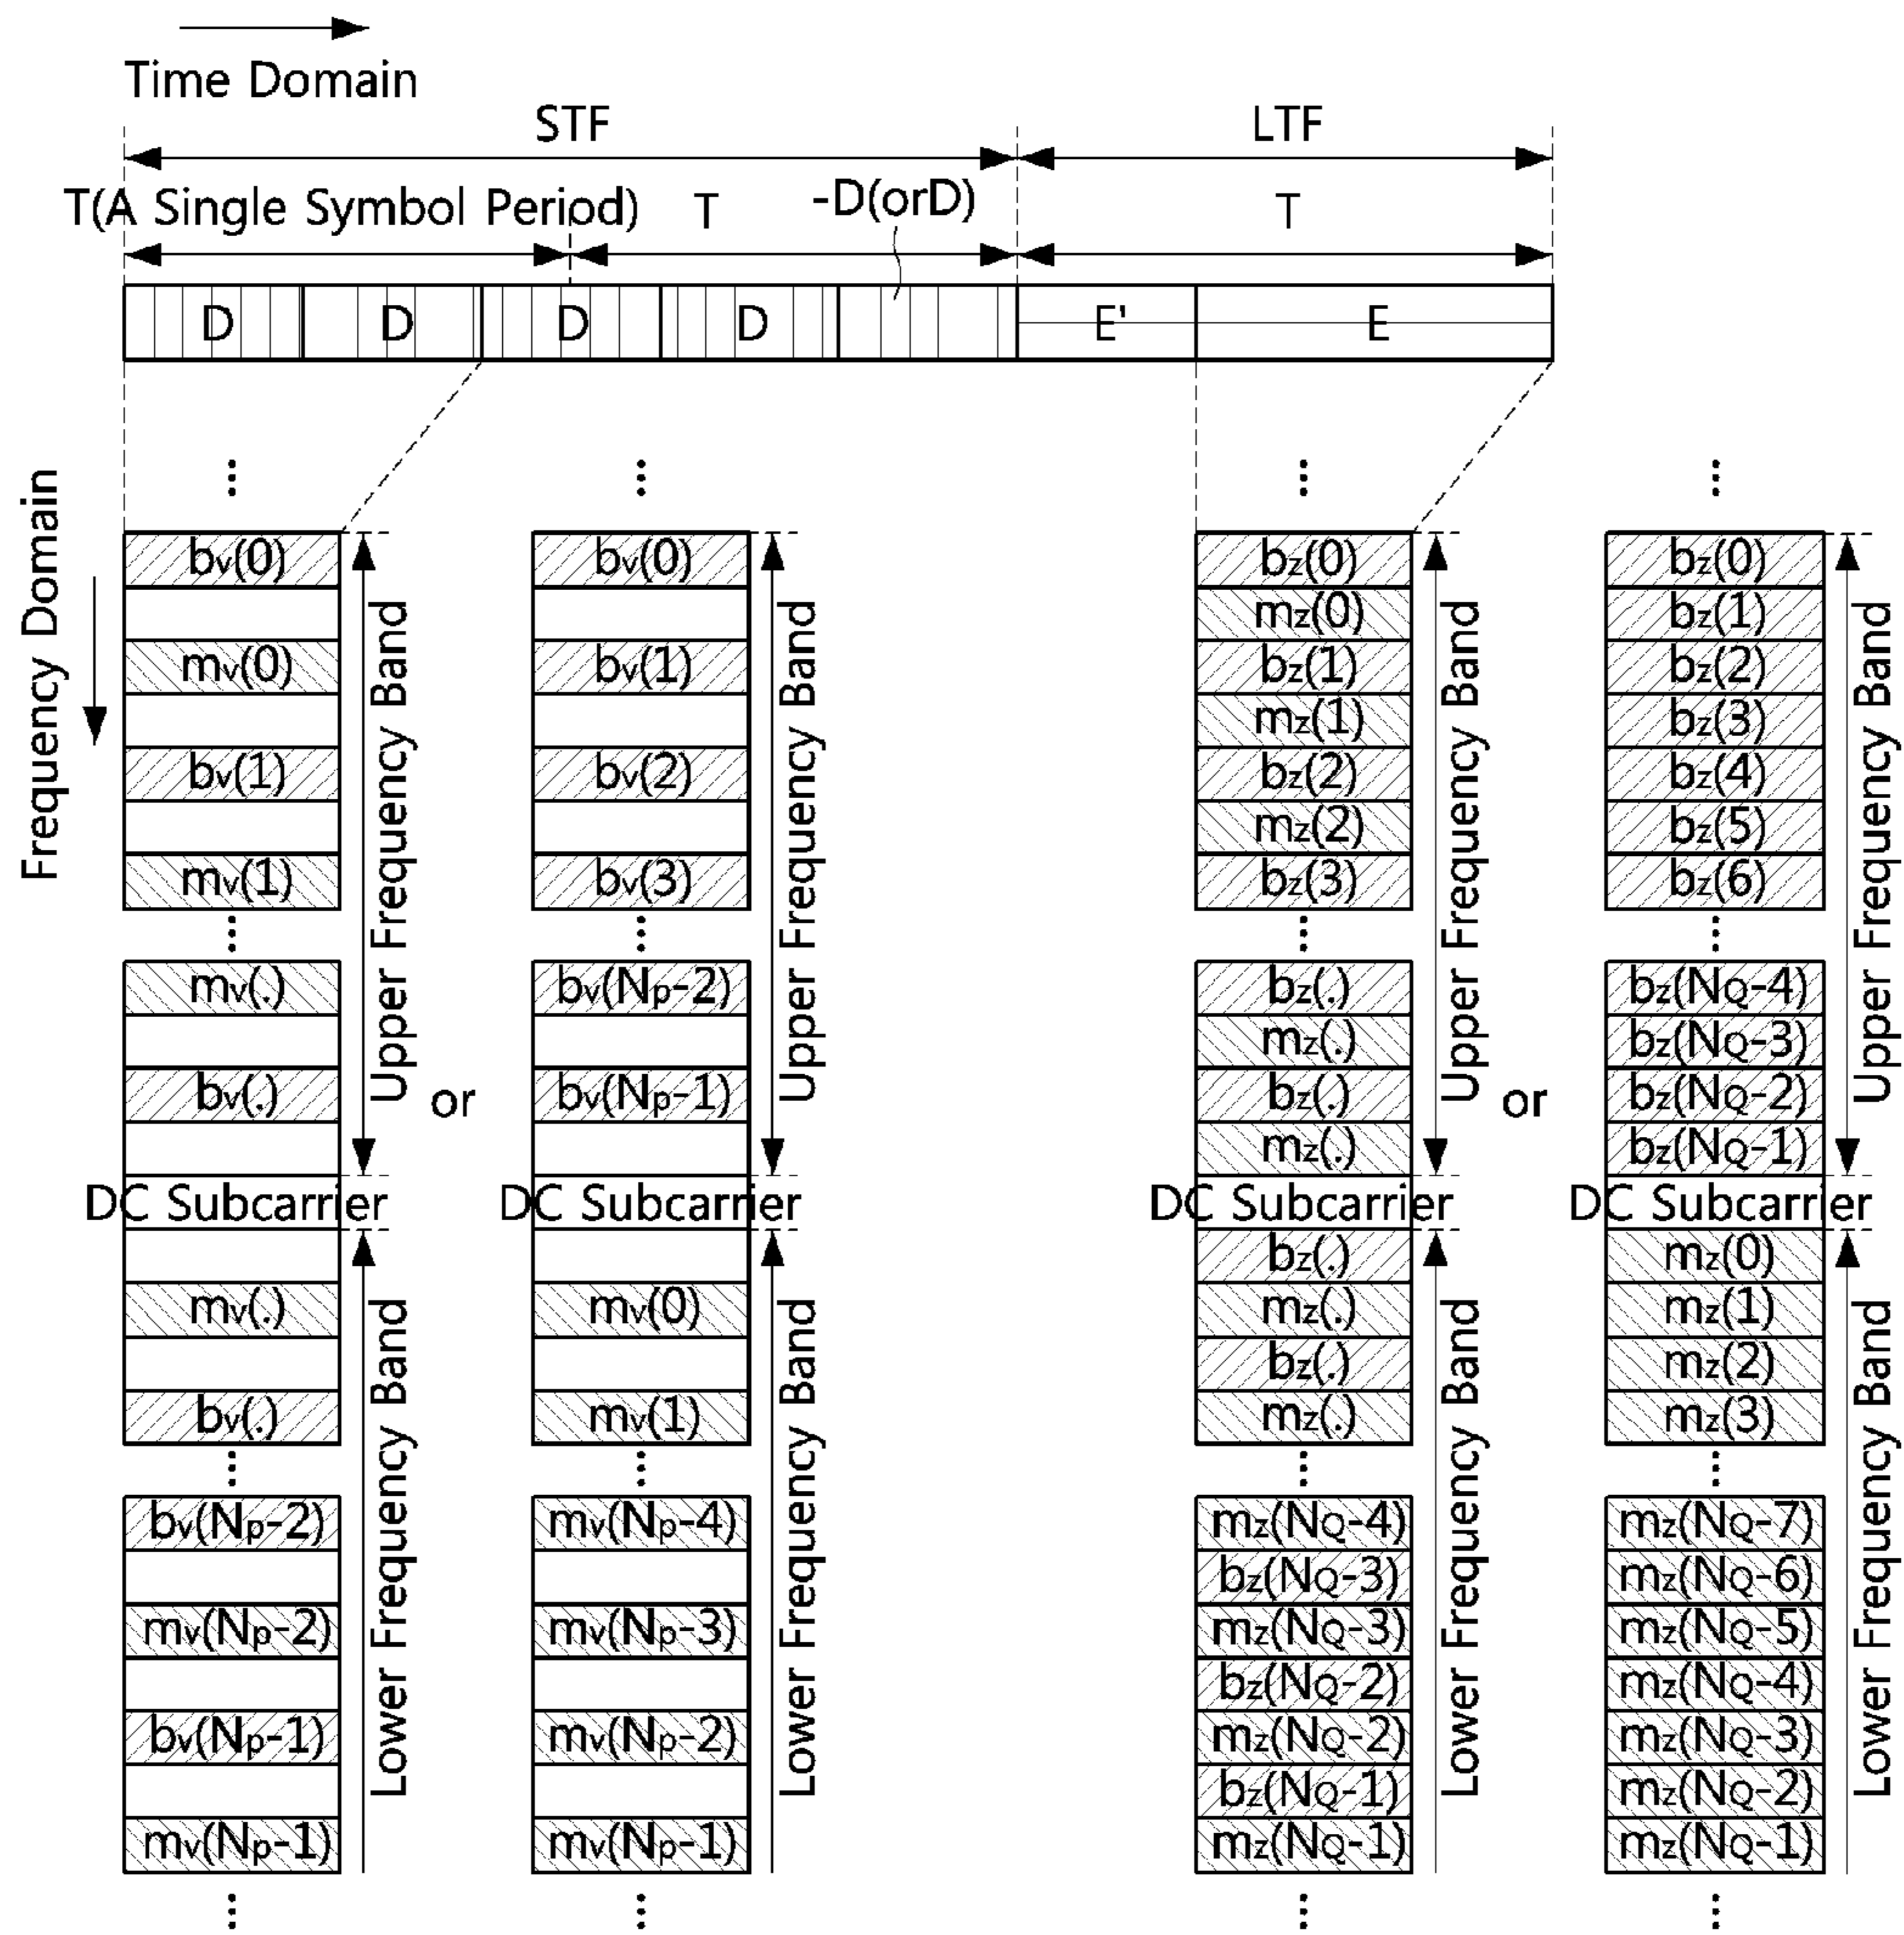 Time Domain
STF
LTF
T(A Single Symbol Period)
T
-D(orD)
T
D
D
D
D
E'
E
Frequency Domain
bv(0)
mv(0)
bv(1)
mv(1)
mv(.)
bv(.)
DC Subcarrier
mv(.)
bv(.)
bv(Np-2)
mv(Np-2)
bv(Np-1)
mv(Np-1)
Upper Frequency Band
Lower Frequency Band
or
bv(0)
bv(1)
bv(2)
bv(3)
bv(Np-2)
bv(Np-1)
DC Subcarrier
mv(0)
mv(1)
mv(Np-4)
mv(Np-3)
mv(Np-2)
mv(Np-1)
Upper Frequency Band
Lower Frequency Band
bz(0)
mz(0)
bz(1)
mz(1)
bz(2)
mz(2)
bz(3)
bz(.)
mz(.)
bz(.)
mz(.)
DC Subcarrier
bz(.)
mz(.)
bz(.)
mz(.)
mz(NQ-4)
bz(NQ-3)
mz(NQ-3)
bz(NQ-2)
mz(NQ-2)
bz(NQ-1)
mz(NQ-1)
Upper Frequency Band
Lower Frequency Band
or
bz(0)
bz(1)
bz(2)
bz(3)
bz(4)
bz(5)
bz(6)
bz(NQ-4)
bz(NQ-3)
bz(NQ-2)
bz(NQ-1)
DC Subcarrier
mz(0)
mz(1)
mz(2)
mz(3)
mz(NQ-7)
mz(NQ-6)
mz(NQ-5)
mz(NQ-4)
mz(NQ-3)
mz(NQ-2)
mz(NQ-1)
Upper Frequency Band
Lower Frequency Band